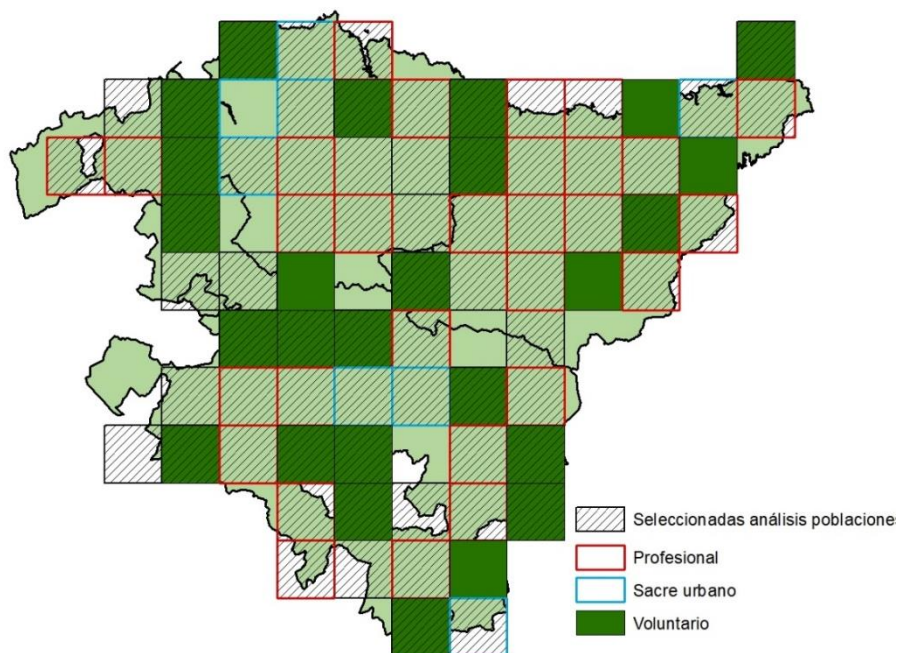 Seleccionadas análisis poblacione
Profesional
Sacre urbano
Voluntario